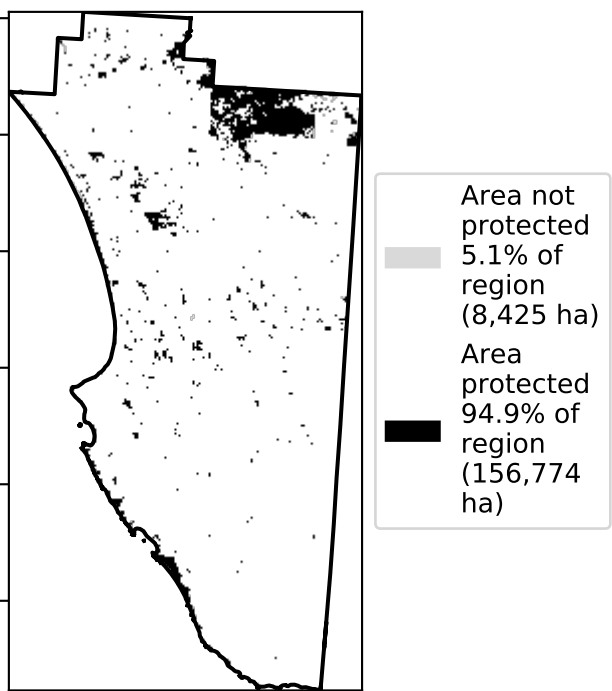 Area not
protected
5.1% of
region
(8,425 ha)
Area
protected
94.9% of
region
(156,774
ha)